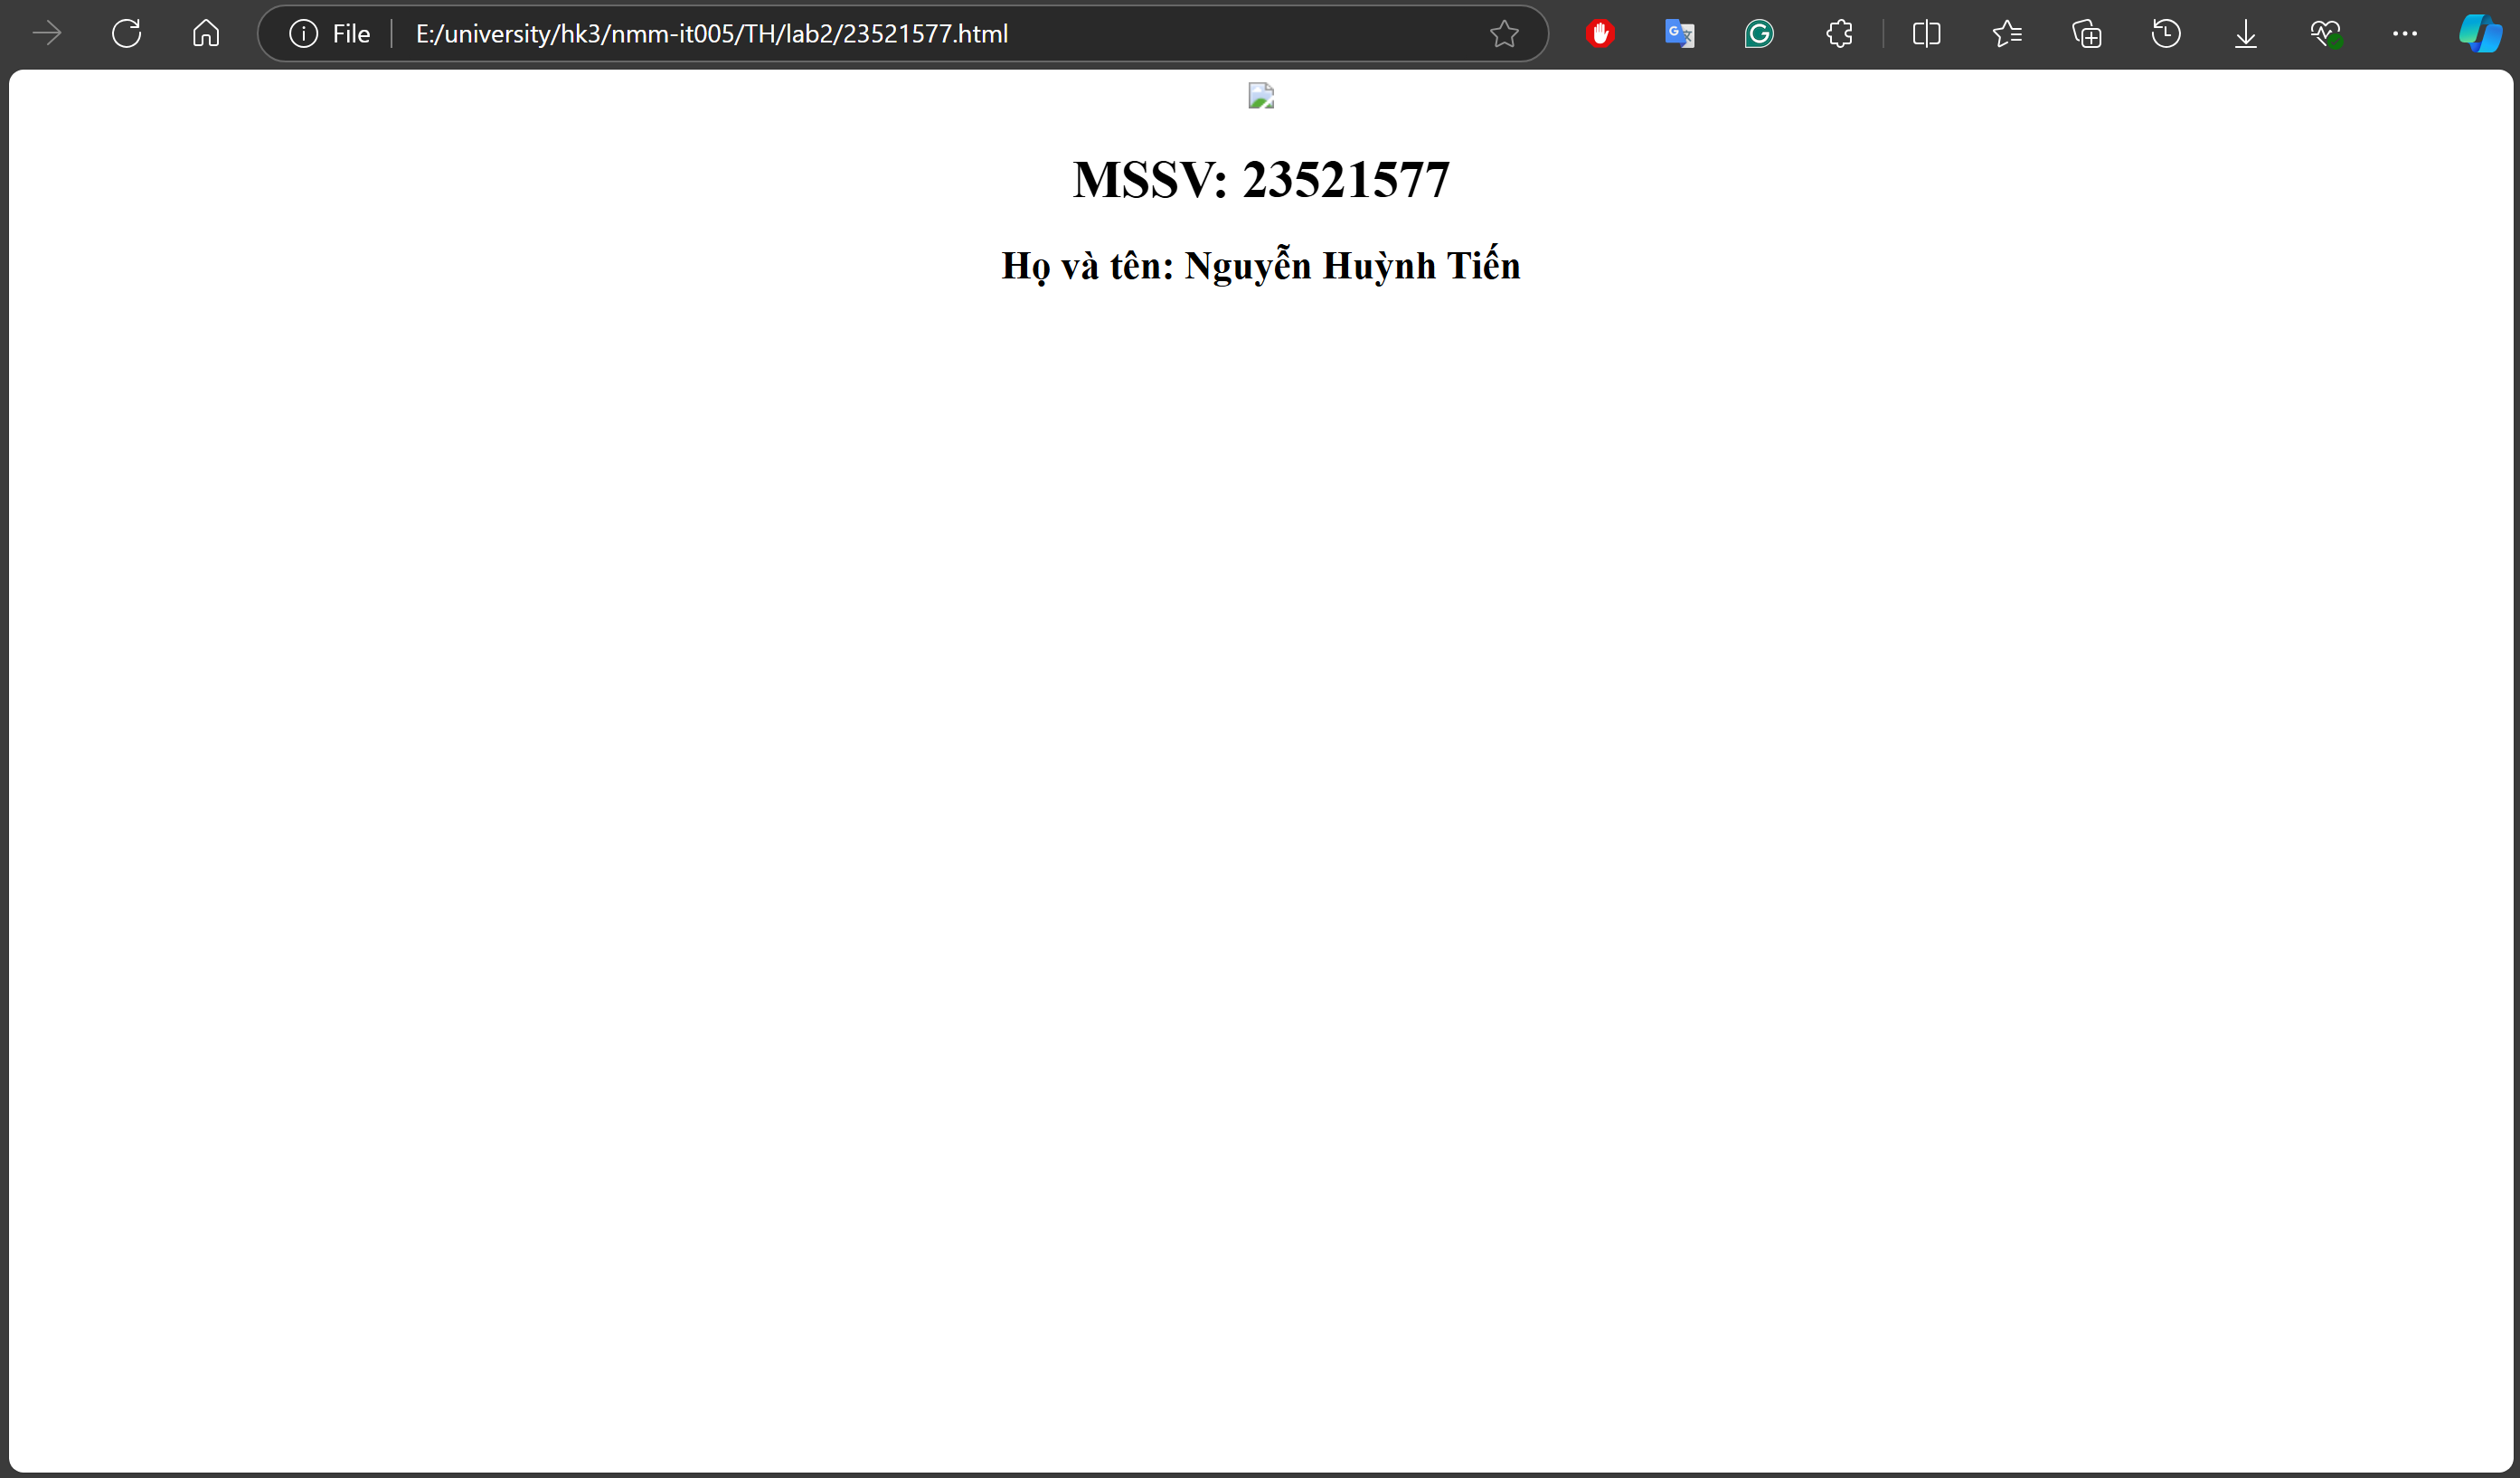 File E:/university/hk3/nmm-it005/TH/lab2/23521577.html
MSSV: 23521577
Họ và tên: Nguyễn Huỳnh Tiến